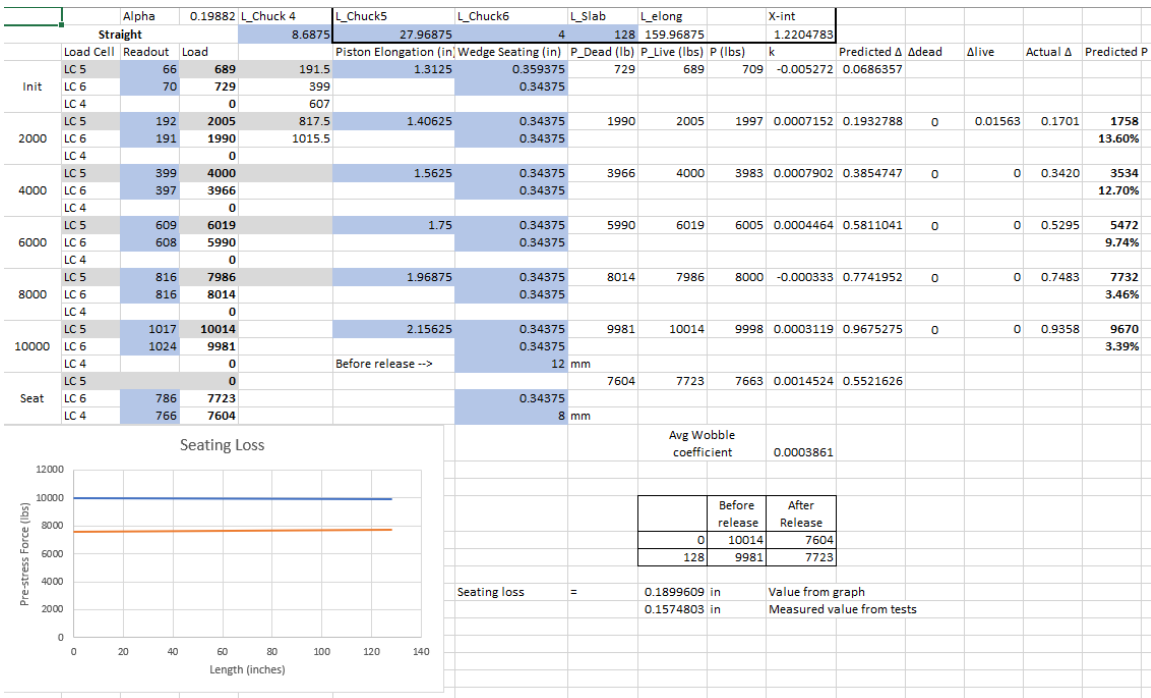 Alpha 0.19882 L_Chuck 4 L_Chuck5 L_Chuck6 L_Slab L_elong X-int
Straight 8.6875 27.96875 4 128 159.96875 1.2204783
Load Cell Readout Load Piston Elongation (in) Wedge Seating (in) P_Dead (lb) P_Live (lbs) P (lbs) k Predicted Δ Δdead Δlive Actual Δ Predicted P
LC 5 66 689 191.5 1.3125 0.359375 729 689 709 -0.005272 0.0686357
Init LC 6 70 729 399 0.34375
LC 4 0 607
LC 5 192 2005 817.5 1.40625 0.34375 1990 2005 1997 0.0007152 0.1932788 0 0.01563 0.1701 1758
2000 LC 6 191 1990 1015.5 0.34375 13.60%
LC 4 0
LC 5 399 4000 1.5625 0.34375 3966 4000 3983 0.0007902 0.3854747 0 0 0.3420 3534
4000 LC 6 397 3966 0.34375 12.70%
LC 4 0
LC 5 609 6019 1.75 0.34375 5990 6019 6005 0.0004464 0.5811041 0 0 0.5295 5472
6000 LC 6 608 5990 0.34375 9.74%
LC 4 0
LC 5 816 7986 1.96875 0.34375 8014 7986 8000 -0.000333 0.7741952 0 0 0.7483 7732
8000 LC 6 816 8014 0.34375 3.46%
LC 4 0
LC 5 1017 10014 2.15625 0.34375 9981 10014 9998 0.0003119 0.9675275 0 0 0.9358 9670
10000 LC 6 1024 9981 0.34375 3.39%
LC 4 0 Before release --> 12 mm
LC 5 0 7604 7723 7663 0.0014524 0.5521626
Seat LC 6 786 7723 0.34375
LC 4 766 7604 8 mm
Avg Wobble
coefficient 0.0003861
Before After
release Release
0 10014 7604
128 9981 7723
Seating loss = 0.1899609 in Value from graph
0.1574803 in Measured value from tests
Seating Loss
12000
10000
8000
6000
4000
2000
0
Pre-stress Force (lbs)
0 20 40 60 80 100 120 140
Length (inches)